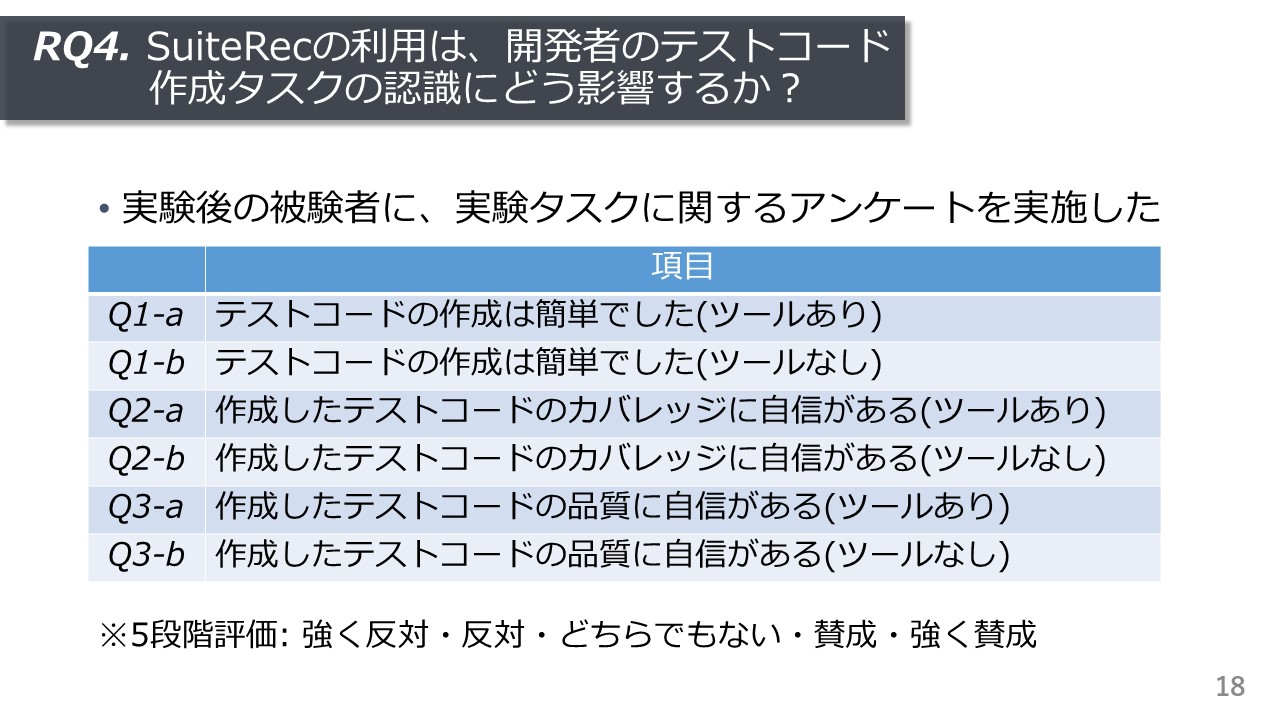 RQ4. SuiteRecの利用は、開発者のテストコード
作成タスクの認識にどう影響するか？
• 実験後の被験者に、実験タスクに関するアンケートを実施した
項目
Q1-a テストコードの作成は簡単でした(ツールあり)
Q1-b テストコードの作成は簡単でした(ツールなし)
Q2-a 作成したテストコードのカバレッジに自信がある(ツールあり)
Q2-b 作成したテストコードのカバレッジに自信がある(ツールなし)
Q3-a 作成したテストコードの品質に自信がある(ツールあり)
Q3-b 作成したテストコードの品質に自信がある(ツールなし)
※5段階評価: 強く反対・反対・どちらでもない・賛成・強く賛成
18